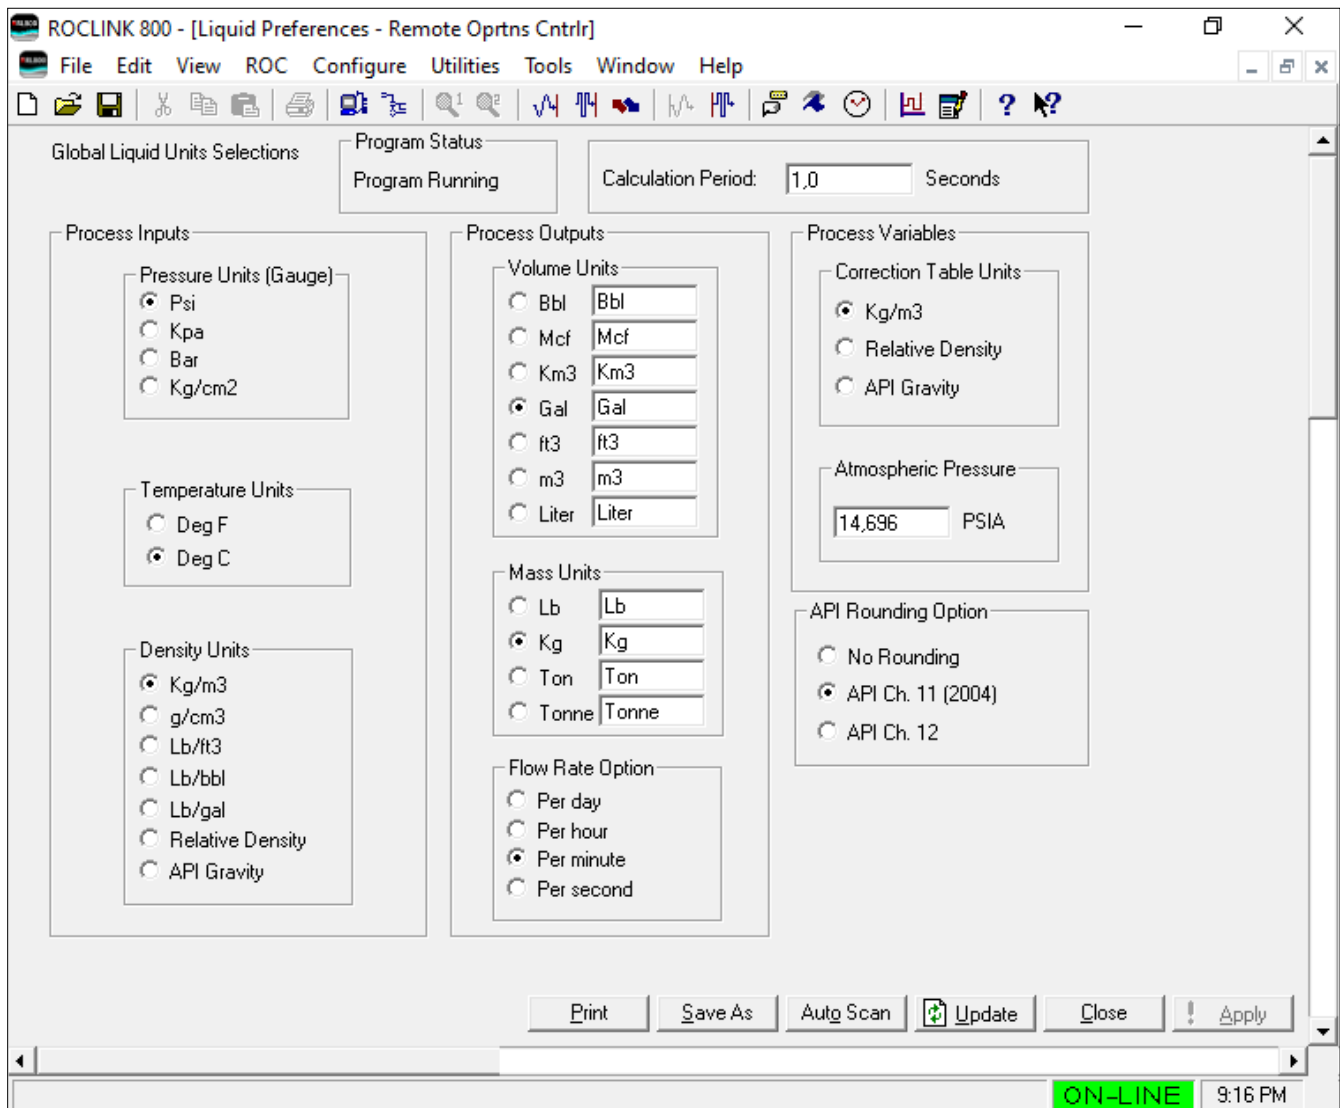 ROCLINK 800 - [Liquid Preferences - Remote Oprtns Cntrlr]
File Edit View ROC Configure Utilities Tools Window Help
Global Liquid Units Selections
Program Status
Program Running
Calculation Period: 1,0 Seconds
Process Inputs
Pressure Units (Gauge)
Psi
Kpa
Bar
Kg/cm2
Temperature Units
Deg F
Deg C
Density Units
Kg/m3
g/cm3
Lb/ft3
Lb/bbl
Lb/gal
Relative Density
API Gravity
Process Outputs
Volume Units
Bbl Bbl
Mcf Mcf
Km3 Km3
Gal Gal
ft3 ft3
m3 m3
Liter Liter
Mass Units
Lb Lb
Kg Kg
Ton Ton
Tonne Tonne
Flow Rate Option
Per day
Per hour
Per minute
Per second
Process Variables
Correction Table Units
Kg/m3
Relative Density
API Gravity
Atmospheric Pressure
14,696 PSIA
API Rounding Option
No Rounding
API Ch. 11 (2004)
API Ch. 12
Print Save As Auto Scan Update Close Apply
ON-LINE 9:16 PM